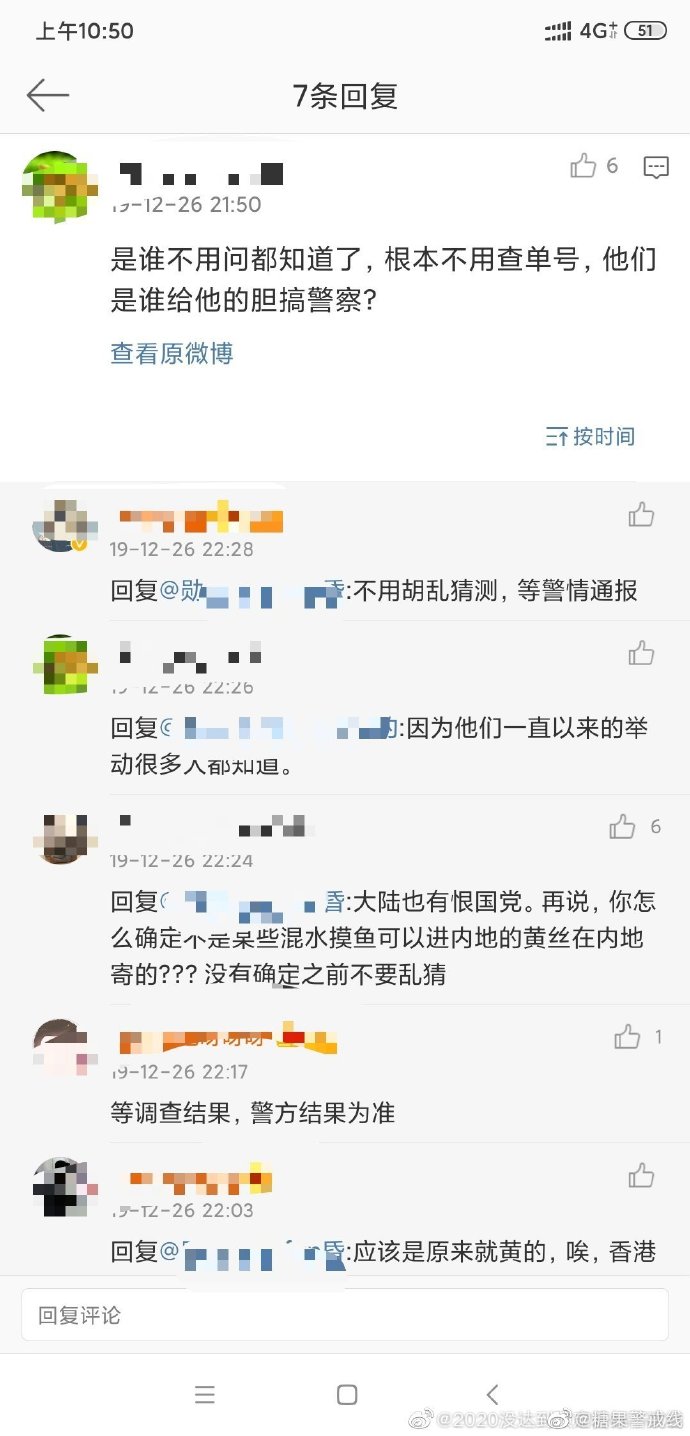 上午10:50
4G+
51
7条回复
6
19-12-26 21:50
是谁不用问都知道了，根本不用查单号，他们
是谁给他的胆搞警察?
查看原微博
按时间
19-12-26 22:28
回复@勋 昏:不用胡乱猜测，等警情通报
19-12-26 22:26
回复@ 的:因为他们一直以来的举
动很多人都知道。
6
19-12-26 22:24
回复@ 昏:大陆也有恨国党。再说，你怎
么确定不是某些混水摸鱼可以进内地的黄丝在内地
寄的??? 没有确定之前不要乱猜
呀呀呀
1
19-12-26 22:17
等调查结果，警方结果为准
19-12-26 22:03
回复@ 昏:应该是原来就黄的，唉，香港
回复评论
@2020没达到 @糖果警戒线